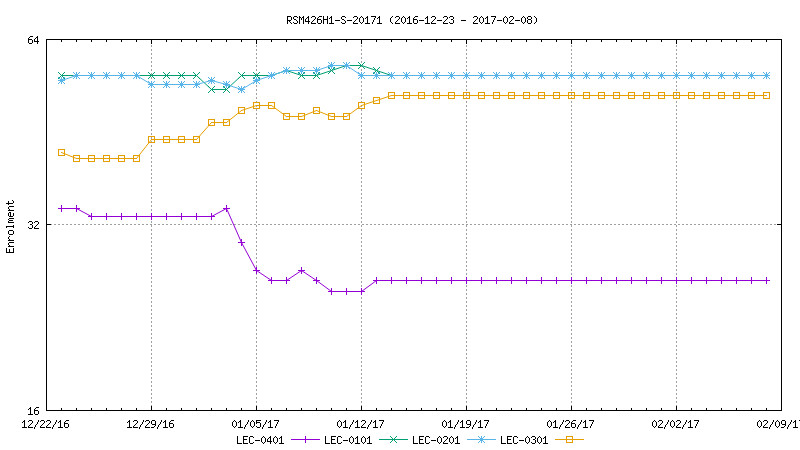 RSM426H1-S-20171 (2016-12-23 - 2017-02-08)
64
Enrolment
32
16
12/22/16 12/29/16 01/05/17 01/12/17 01/19/17 01/26/17 02/02/17 02/09/1
LEC-0401 LEC-0101 LEC-0201 LEC-0301